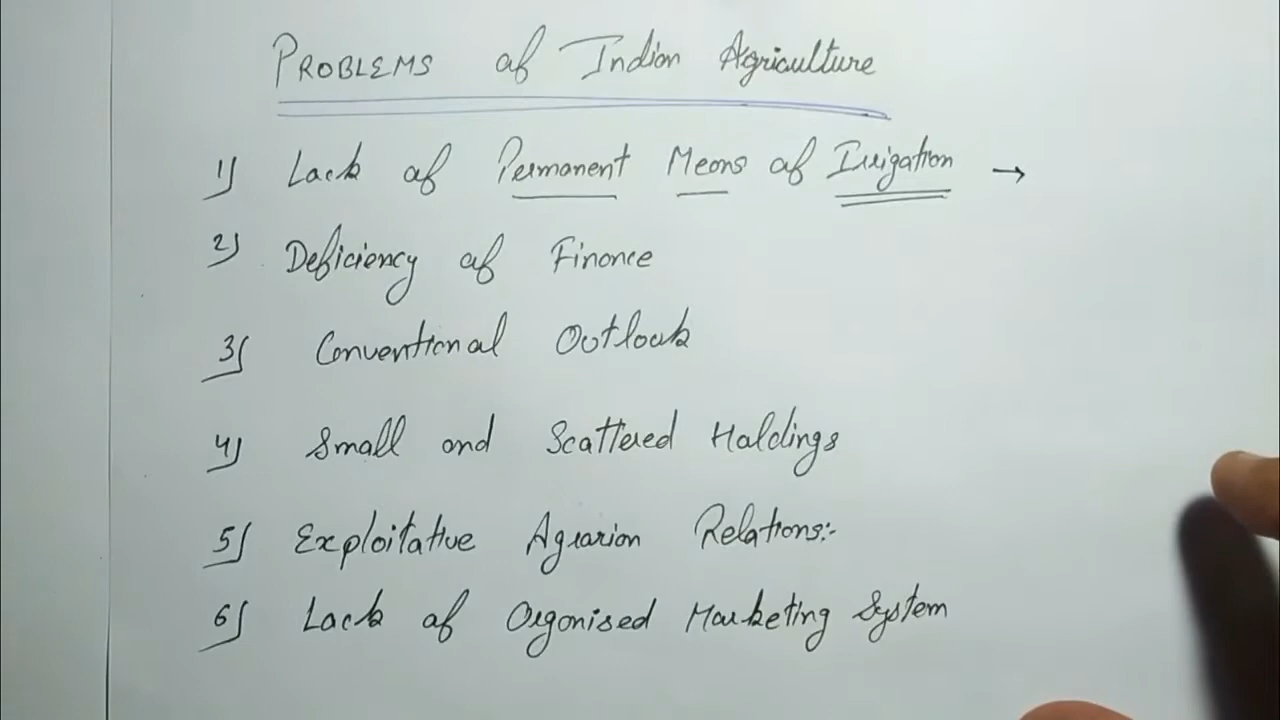 PROBLEMS of Indian Agriculture
1) Lack of Permanent Means of Irrigation →
2) Deficiency of Finance
3) Conventional Outlook
4) Small and Scattered Holdings
5) Exploitative Agrarian Relations:-
6) Lack of Organised Marketing System